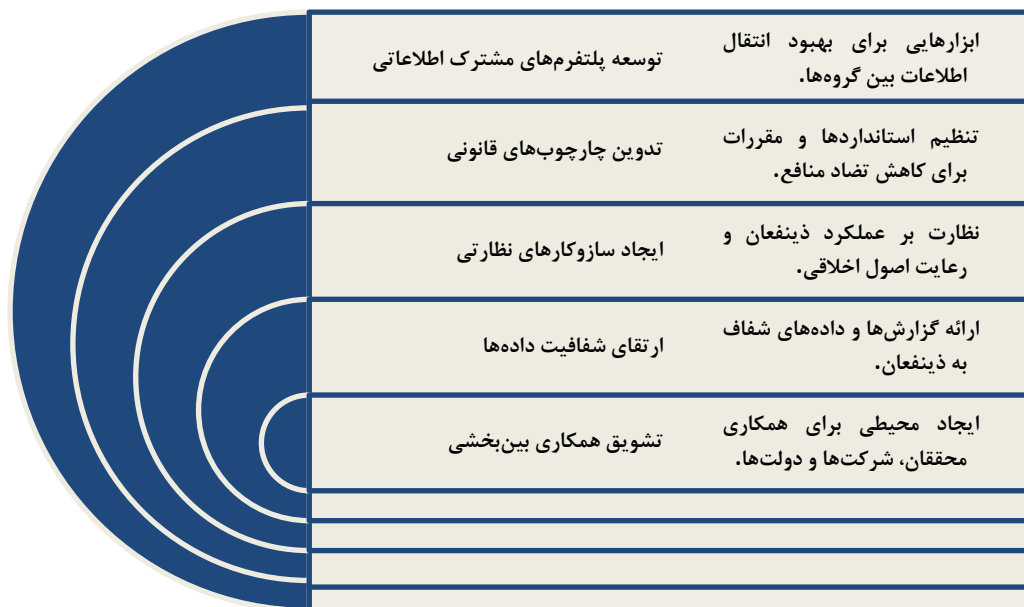 توسعه پلتفرم‌های مشترک اطلاعاتی
ابزارهایی برای بهبود انتقال
اطلاعات بین گروه‌ها.
تدوین چارچوب‌های قانونی
تنظیم استانداردها و مقررات
برای کاهش تضاد منافع.
ایجاد سازوکارهای نظارتی
نظارت بر عملکرد ذینفعان و
رعایت اصول اخلاقی.
ارتقای شفافیت داده‌ها
ارائه گزارش‌ها و داده‌های شفاف
به ذینفعان.
تشویق همکاری بین‌بخشی
ایجاد محیطی برای همکاری
محققان، شرکت‌ها و دولت‌ها.